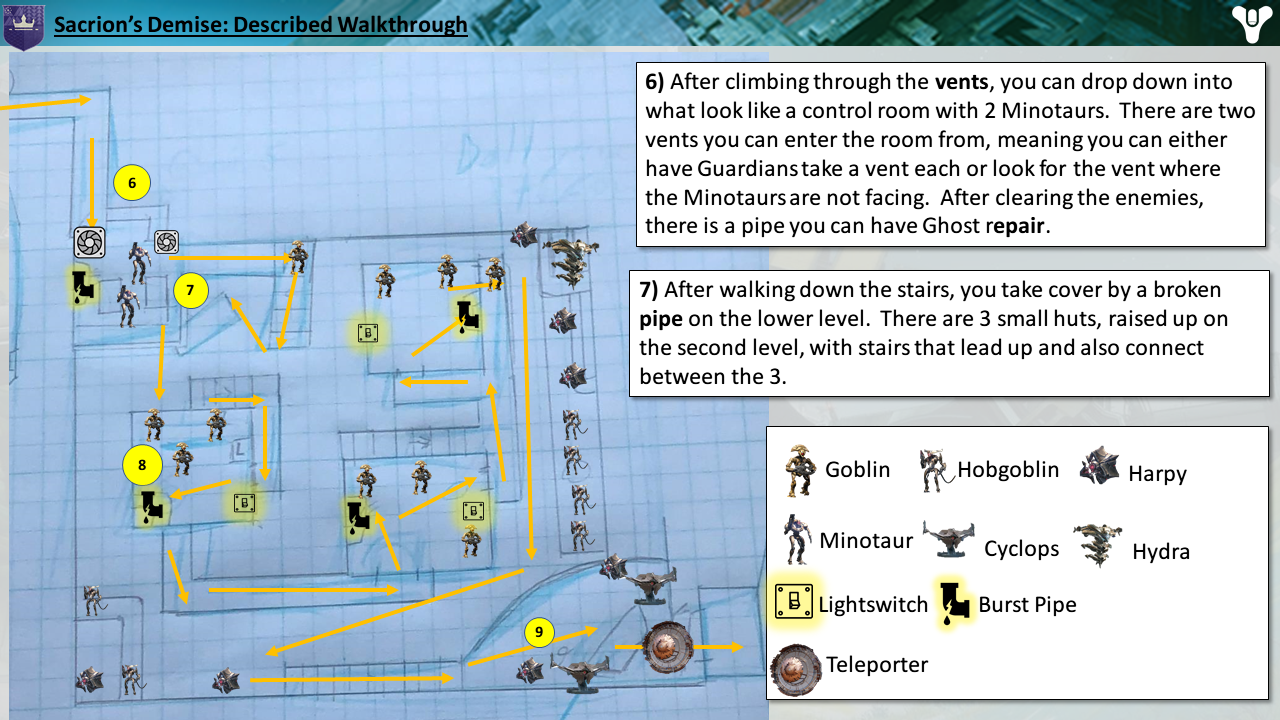 Sacrion's Demise: Described Walkthrough
6) After climbing through the vents, you can drop down into
what look like a control room with 2 Minotaurs. There are two
vents you can enter the room from, meaning you can either
have Guardians take a vent each or look for the vent where
the Minotaurs are not facing. After clearing the enemies,
there is a pipe you can have Ghost repair.
7) After walking down the stairs, you take cover by a broken
pipe on the lower level. There are 3 small huts, raised up on
the second level, with stairs that lead up and also connect
between the 3.
6
7
8
L
9
Goblin
Hobgoblin
Harpy
Minotaur
Cyclops
Hydra
Lightswitch
Burst Pipe
Teleporter